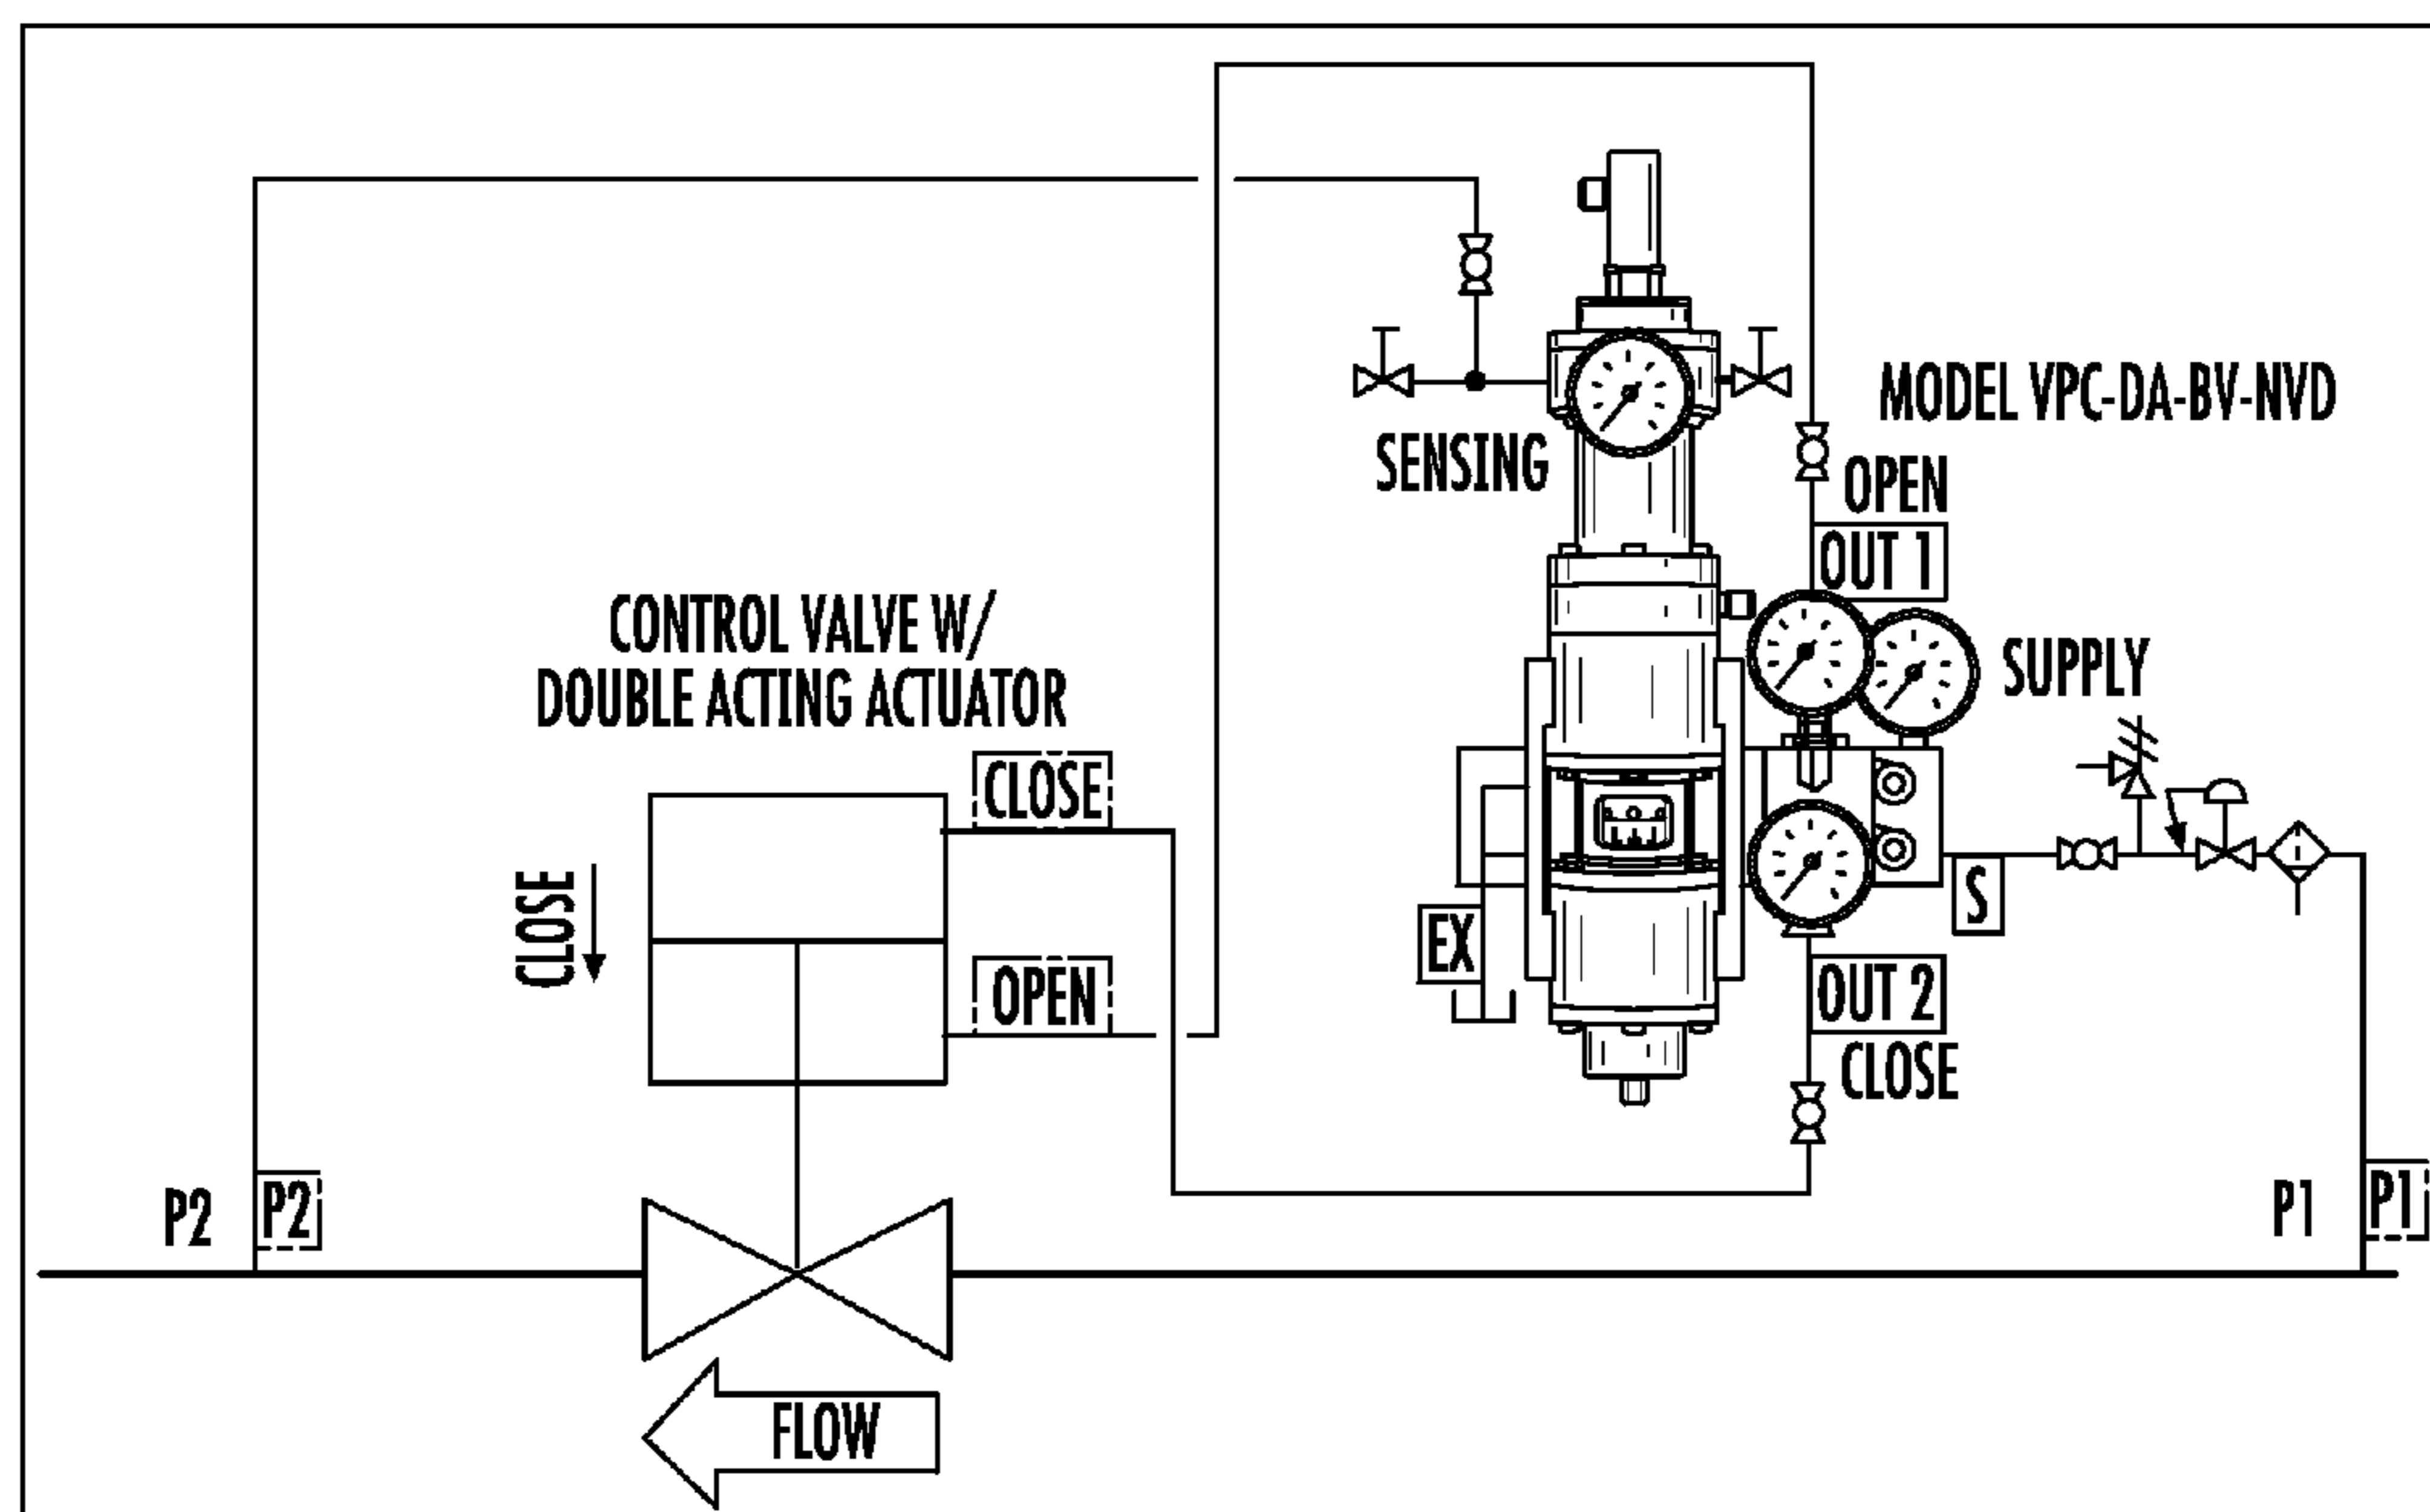 MODEL VPC-DA-BV-NVD
SENSING
OPEN
OUT 1
CONTROL VALVE W/
DOUBLE ACTING ACTUATOR
SUPPLY
CLOSE
CLOSE
S
EX
OPEN
OUT 2
CLOSE
P2
P2
P1
P1
FLOW